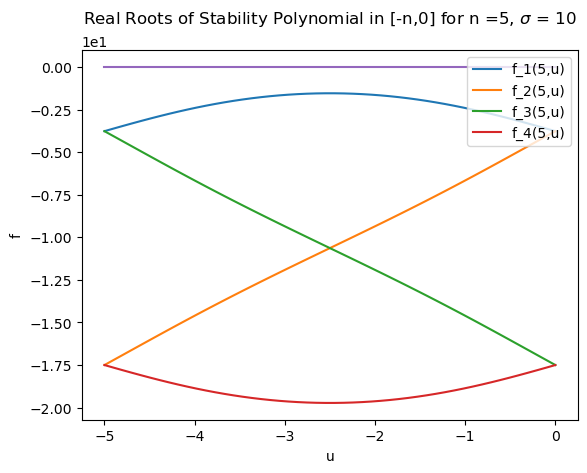 Real Roots of Stability Polynomial in [-n,0] for n =5, σ = 10
1e1
0.00
−0.25
−0.50
−0.75
−1.00
−1.25
−1.50
−1.75
−2.00
f
f_1(5,u)
f_2(5,u)
f_3(5,u)
f_4(5,u)
−5 −4 −3 −2 −1 0
u